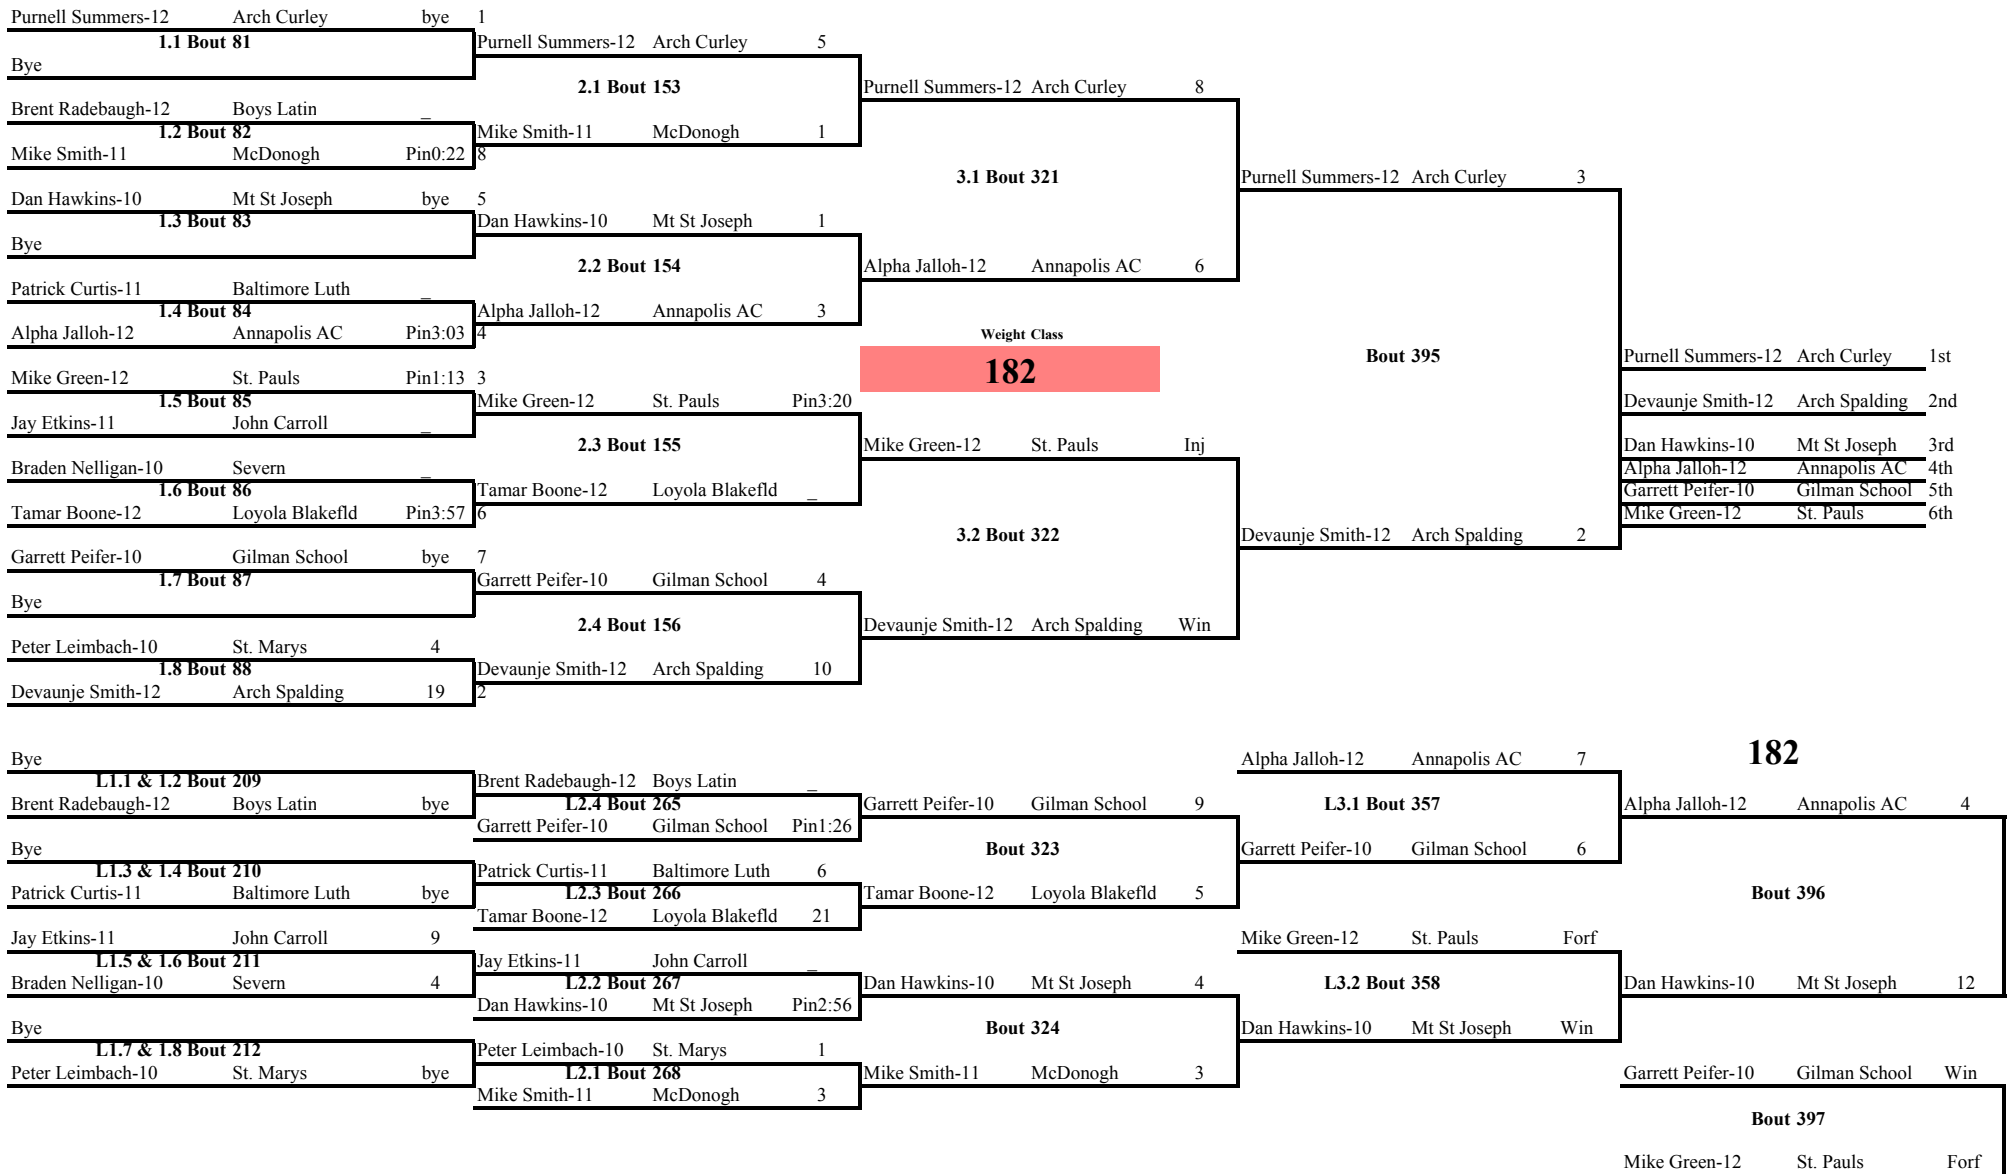 Purnell Summers-12 Arch Curley bye 1
1.1 Bout 81
Bye
Brent Radebaugh-12 Boys Latin _
1.2 Bout 82
Mike Smith-11 McDonogh Pin0:22 8
Dan Hawkins-10 Mt St Joseph bye 5
1.3 Bout 83
Bye
Patrick Curtis-11 Baltimore Luth _
1.4 Bout 84
Alpha Jalloh-12 Annapolis AC Pin3:03 4
Mike Green-12 St. Pauls Pin1:13 3
1.5 Bout 85
Jay Etkins-11 John Carroll _
Braden Nelligan-10 Severn _
1.6 Bout 86
Tamar Boone-12 Loyola Blakefld Pin3:57 6
Garrett Peifer-10 Gilman School bye 7
1.7 Bout 87
Bye
Peter Leimbach-10 St. Marys 4
1.8 Bout 88
Devaunje Smith-12 Arch Spalding 19 2
Purnell Summers-12 Arch Curley 5
2.1 Bout 153
Mike Smith-11 McDonogh 1
Dan Hawkins-10 Mt St Joseph 1
2.2 Bout 154
Alpha Jalloh-12 Annapolis AC 3
Mike Green-12 St. Pauls Pin3:20
2.3 Bout 155
Tamar Boone-12 Loyola Blakefld _
Garrett Peifer-10 Gilman School 4
2.4 Bout 156
Devaunje Smith-12 Arch Spalding 10
Purnell Summers-12 Arch Curley 8
3.1 Bout 321
Alpha Jalloh-12 Annapolis AC 6
Weight Class
182
Mike Green-12 St. Pauls Inj
3.2 Bout 322
Devaunje Smith-12 Arch Spalding Win
Purnell Summers-12 Arch Curley 3
Bout 395
Devaunje Smith-12 Arch Spalding 2
Purnell Summers-12 Arch Curley 1st
Devaunje Smith-12 Arch Spalding 2nd
Dan Hawkins-10 Mt St Joseph 3rd
Alpha Jalloh-12 Annapolis AC 4th
Garrett Peifer-10 Gilman School 5th
Mike Green-12 St. Pauls 6th
Bye
L1.1 & 1.2 Bout 209
Brent Radebaugh-12 Boys Latin bye
Bye
L1.3 & 1.4 Bout 210
Patrick Curtis-11 Baltimore Luth bye
Jay Etkins-11 John Carroll 9
L1.5 & 1.6 Bout 211
Braden Nelligan-10 Severn 4
Bye
L1.7 & 1.8 Bout 212
Peter Leimbach-10 St. Marys bye
Brent Radebaugh-12 Boys Latin _
L2.4 Bout 265
Garrett Peifer-10 Gilman School Pin1:26
Patrick Curtis-11 Baltimore Luth 6
L2.3 Bout 266
Tamar Boone-12 Loyola Blakefld 21
Jay Etkins-11 John Carroll _
L2.2 Bout 267
Dan Hawkins-10 Mt St Joseph Pin2:56
Peter Leimbach-10 St. Marys 1
L2.1 Bout 268
Mike Smith-11 McDonogh 3
Garrett Peifer-10 Gilman School 9
Bout 323
Tamar Boone-12 Loyola Blakefld 5
Dan Hawkins-10 Mt St Joseph 4
Bout 324
Mike Smith-11 McDonogh 3
Alpha Jalloh-12 Annapolis AC 7
L3.1 Bout 357
Garrett Peifer-10 Gilman School 6
Mike Green-12 St. Pauls Forf
L3.2 Bout 358
Dan Hawkins-10 Mt St Joseph Win
182
Alpha Jalloh-12 Annapolis AC 4
Bout 396
Dan Hawkins-10 Mt St Joseph 12
Garrett Peifer-10 Gilman School Win
Bout 397
Mike Green-12 St. Pauls Forf